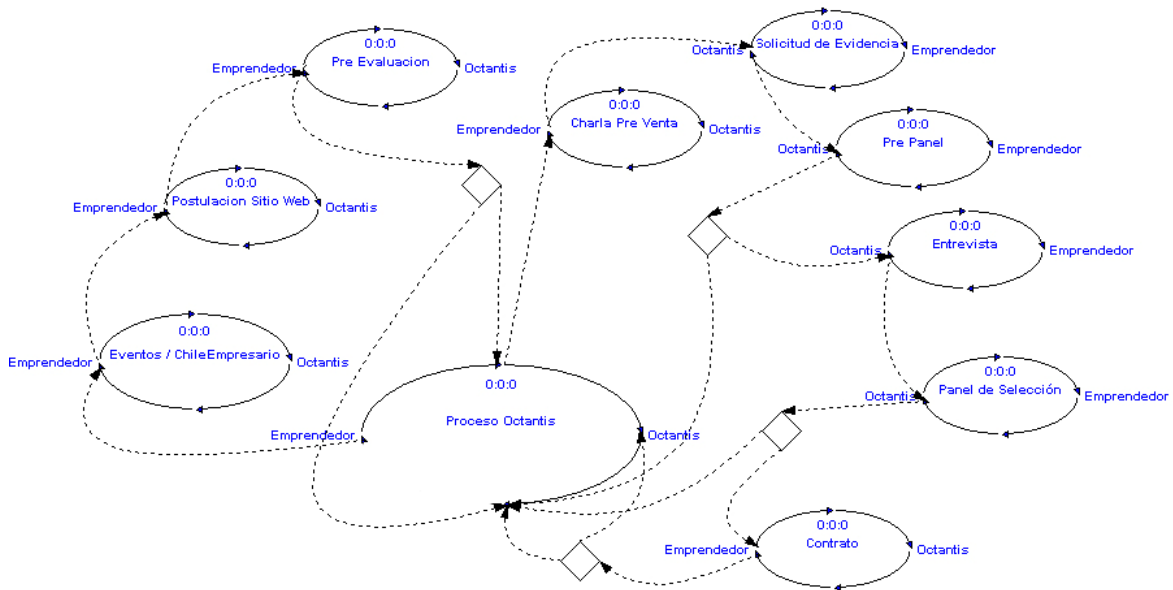 0:0:0
Solicitud de Evidencia
Octantis
Emprendedor
0:0:0
Pre Evaluacion
Emprendedor
Octantis
0:0:0
Charla Pre Venta
Emprendedor
Octantis
0:0:0
Pre Panel
Octantis
Emprendedor
0:0:0
Postulacion Sitio Web
Emprendedor
Octantis
0:0:0
Entrevista
Octantis
Emprendedor
0:0:0
Eventos / ChileEmpresario
Emprendedor
Octantis
0:0:0
Proceso Octantis
Emprendedor
Octantis
0:0:0
Panel de Selección
Octantis
Emprendedor
0:0:0
Contrato
Emprendedor
Octantis